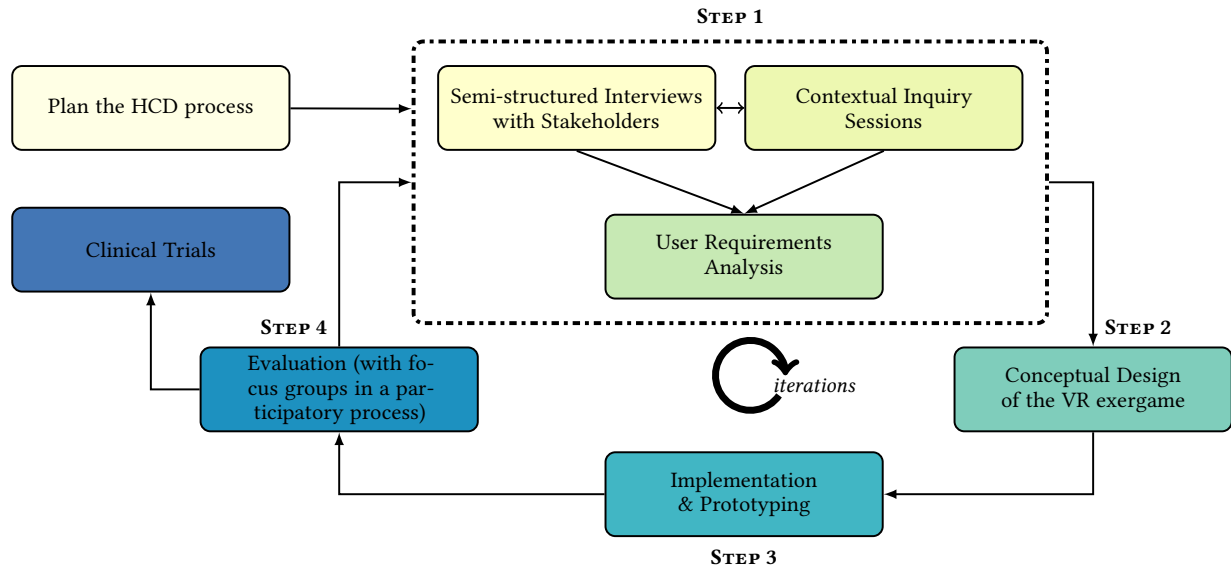 STEP 1
Plan the HCD process
Semi-structured Interviews
with Stakeholders
Contextual Inquiry
Sessions
Clinical Trials
User Requirements
Analysis
STEP 4
STEP 2
Evaluation (with fo-
cus groups in a par-
ticipatory process)
iterations
Conceptual Design
of the VR exergame
Implementation
& Prototyping
STEP 3